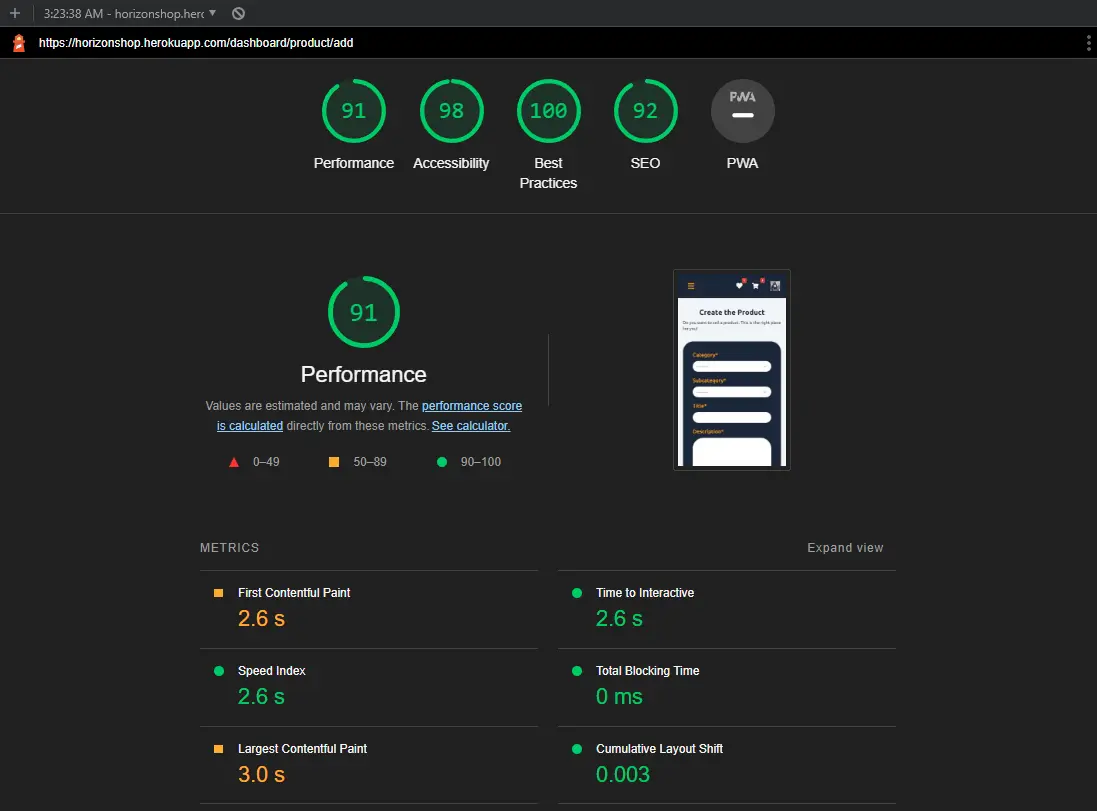 3:23:38 AM - horizonshop.hero
https://horizonshop.herokuapp.com/dashboard/product/add
91
98
100
92
PWA
Performance
Accessibility
Best
Practices
SEO
PWA
91
Performance
Values are estimated and may vary. The performance score
is calculated directly from these metrics. See calculator.
0–49
50–89
90–100
Create the Product
Do you want to sell a product. This is the right place
for you!
Category*
Subcategory*
Title*
Description*
METRICS
Expand view
First Contentful Paint
2.6 s
Time to Interactive
2.6 s
Speed Index
2.6 s
Total Blocking Time
0 ms
Largest Contentful Paint
3.0 s
Cumulative Layout Shift
0.003